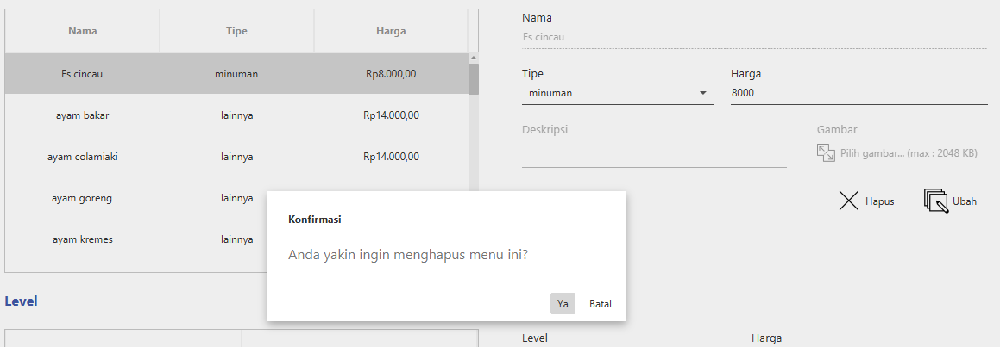 Nama Tipe Harga
Es cincau minuman Rp8.000,00
ayam bakar lainnya Rp14.000,00
ayam colamiaki lainnya Rp14.000,00
ayam goreng lainnya
ayam kremes lainnya
Level
Nama
Es cincau
Tipe Harga
minuman 8000
Deskripsi Gambar
Pilih gambar... (max : 2048 KB)
Hapus Ubah
Konfirmasi
Anda yakin ingin menghapus menu ini?
Ya Batal
Level Harga